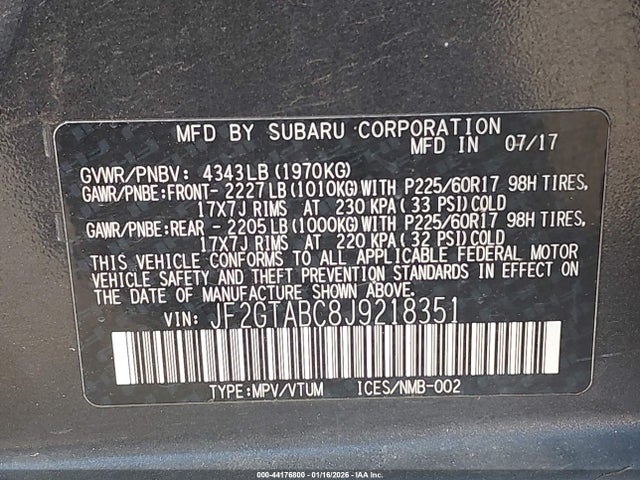 MFD BY SUBARU CORPORATION
MFD IN 07/17
GVWR/PNBV: 4343LB (1970KG)
GAWR/PNBE:FRONT- 2227LB (1010KG)WITH P225/60R17 98H TIRES,
17X7J RIMS AT 230 KPA (33 PSI)COLD
GAWR/PNBE:REAR - 2205LB (1000KG)WITH P225/60R17 98H TIRES,
17X7J RIMS AT 220 KPA( 32 PSI)COLD
THIS VEHICLE CONFORMS TO ALL APPLICABLE FEDERAL MOTOR
VEHICLE SAFETY AND THEFT PREVENTION STANDARDS IN EFFECT ON
THE DATE OF MANUFACTURE SHOWN ABOVE.
VIN: JF2GTABC8J9218351
TYPE:MPV/VTUM ICES/NMB-002
000-44176800 - 01/16/2026 - IAA Inc.